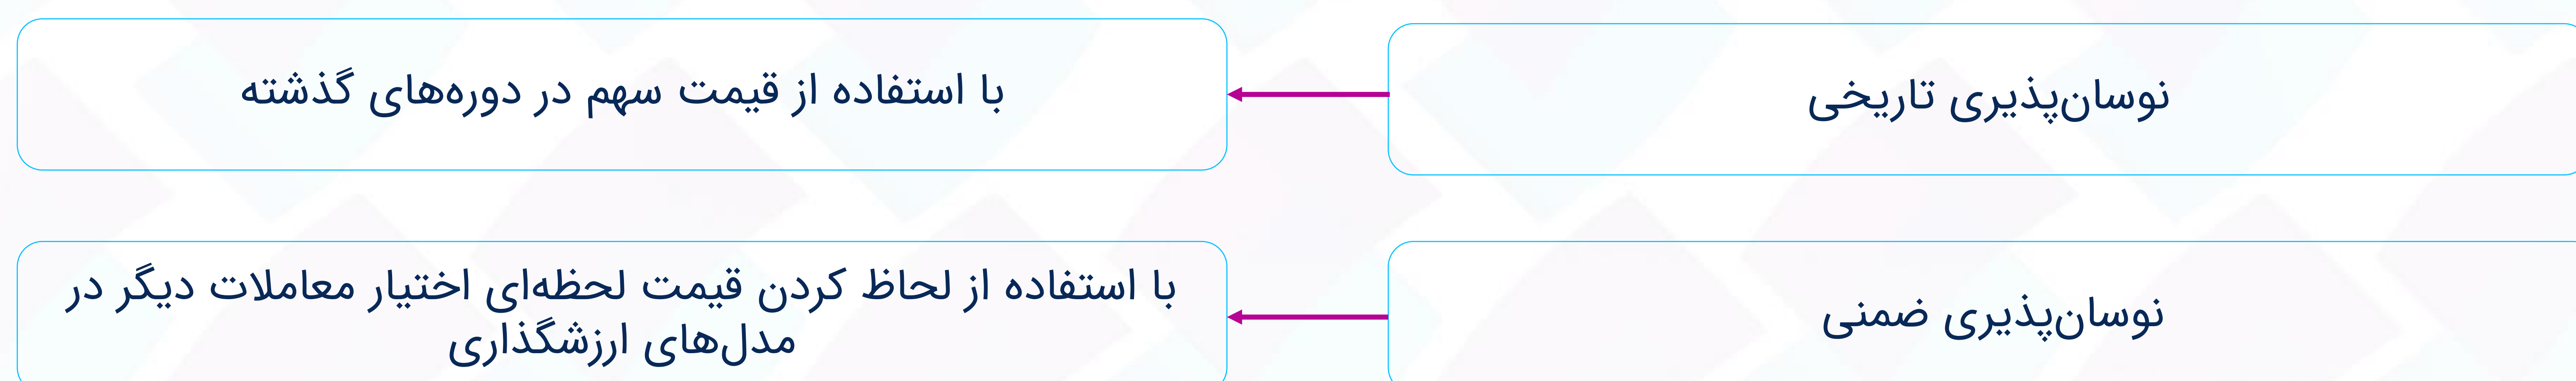 نوسان‌پذیری تاریخی
با استفاده از قیمت سهم در دوره‌های گذشته
نوسان‌پذیری ضمنی
با استفاده از لحاظ کردن قیمت لحظه‌ای اختیار معاملات دیگر در
مدل‌های ارزشگذاری